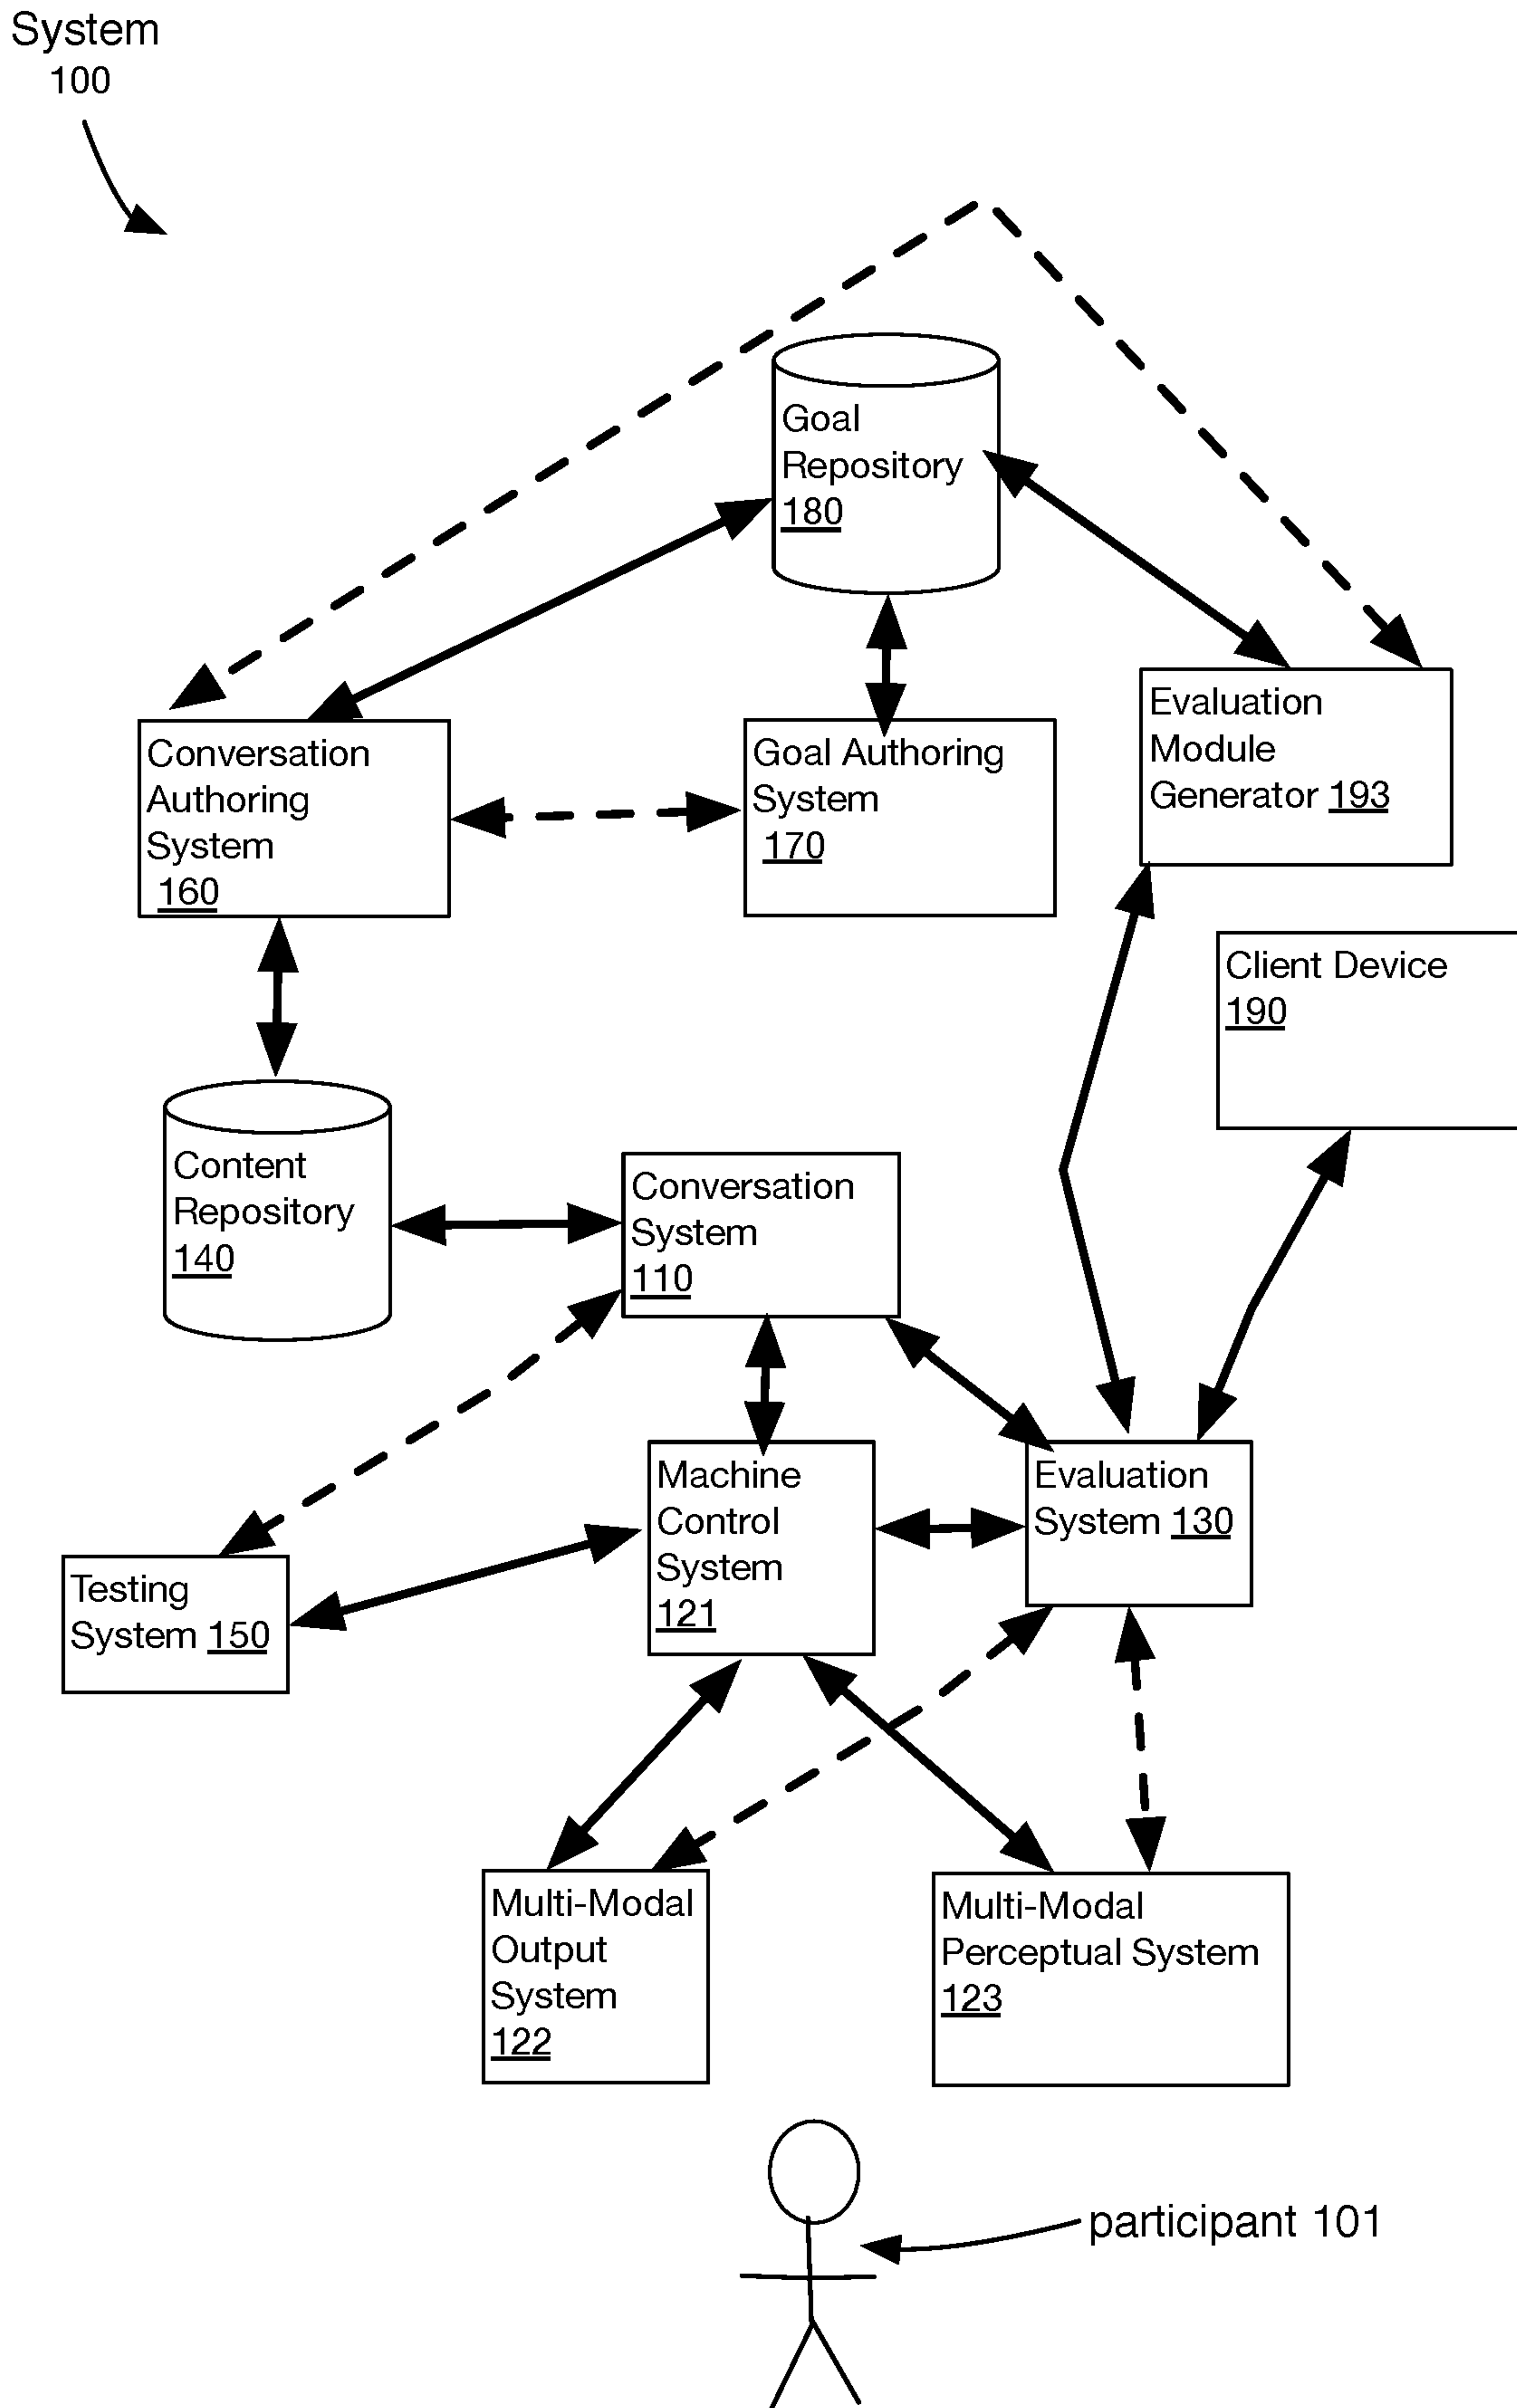 System
100
Goal
Repository
180
Conversation
Authoring
System
160
Goal Authoring
System
170
Evaluation
Module
Generator 193
Client Device
190
Content
Repository
140
Conversation
System
110
Machine
Control
System
121
Evaluation
System 130
Testing
System 150
Multi-Modal
Output
System
122
Multi-Modal
Perceptual System
123
participant 101